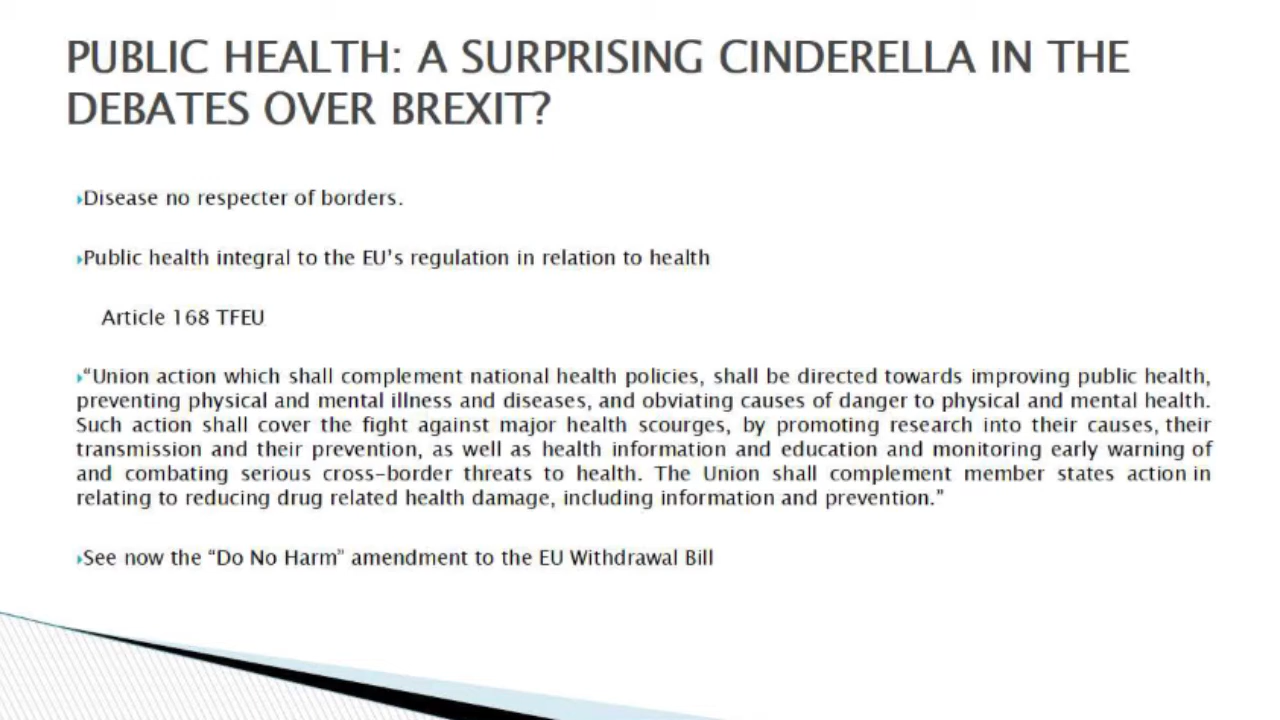 PUBLIC HEALTH: A SURPRISING CINDERELLA IN THE
DEBATES OVER BREXIT?
Disease no respecter of borders.
Public health integral to the EU's regulation in relation to health
Article 168 TFEU
“Union action which shall complement national health policies, shall be directed towards improving public health,
preventing physical and mental illness and diseases, and obviating causes of danger to physical and mental health.
Such action shall cover the fight against major health scourges, by promoting research into their causes, their
transmission and their prevention, as well as health information and education and monitoring early warning of
and combating serious cross-border threats to health. The Union shall complement member states action in
relating to reducing drug related health damage, including information and prevention.”
See now the “Do No Harm” amendment to the EU Withdrawal Bill